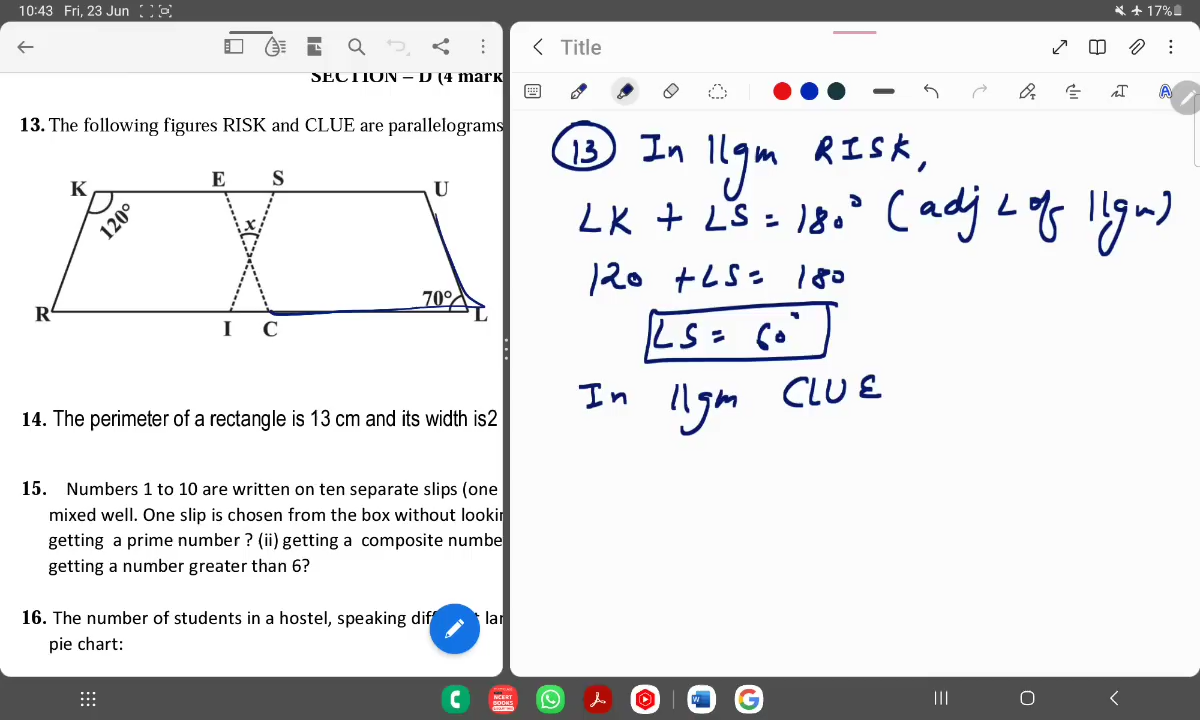 10:43 Fri, 23 Jun
17%
Title
SECTION – D (4 mark
13. The following figures RISK and CLUE are parallelograms
K E S U
120° x
70°
R I C L
14. The perimeter of a rectangle is 13 cm and its width is2
15. Numbers 1 to 10 are written on ten separate slips (one
mixed well. One slip is chosen from the box without lookin
getting a prime number ? (ii) getting a composite numbe
getting a number greater than 6?
16. The number of students in a hostel, speaking diff t lan
pie chart:
13 In ||gm RISK,
∠K + ∠S = 180° (adj ∠ of ||gm)
120 + ∠S = 180
∠S = 60°
In ||gm CLUE